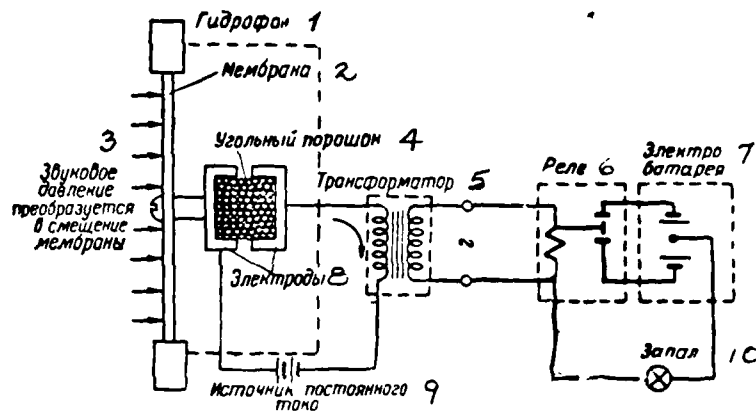 Гидрофон 1
Мембрана 2
3
Угольный порошок 4
Звуковое
давление
преобразуется
в смещение
мембраны
Трансформатор 5
Реле 6
Электро 7
батарея
Электроды 8
г
Запал 10
Источник постоянного 9
тока